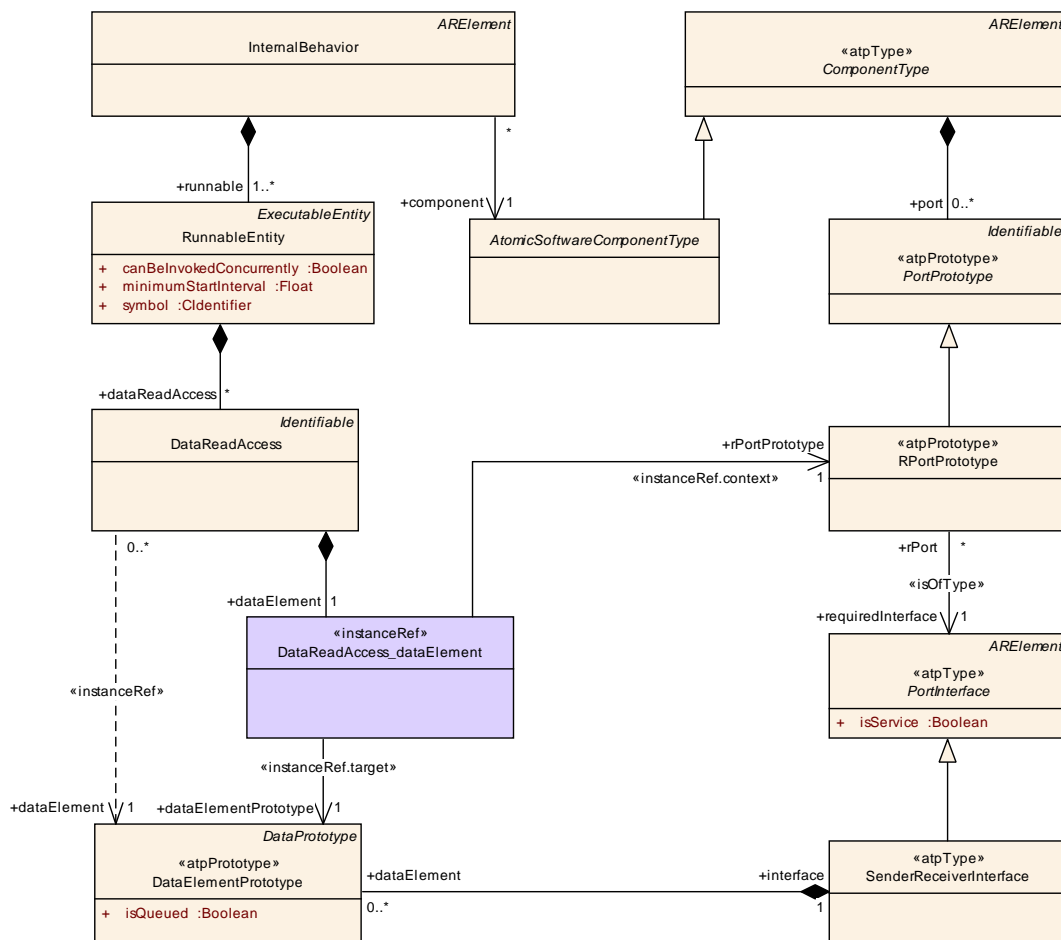 ARElement
InternalBehavior
ARElement
«atpType»
ComponentType
*
+runnable 1..*
+component 1
+port 0..*
ExecutableEntity
RunnableEntity
+ canBeInvokedConcurrently :Boolean
+ minimumStartInterval :Float
+ symbol :CIdentifier
AtomicSoftwareComponentType
Identifiable
«atpPrototype»
PortPrototype
+dataReadAccess *
Identifiable
DataReadAccess
+rPortPrototype
«instanceRef.context» 1
«atpPrototype»
RPortPrototype
0..*
+rPort *
«isOfType»
+dataElement 1
+requiredInterface 1
«instanceRef»
DataReadAccess_dataElement
ARElement
«atpType»
PortInterface
+ isService :Boolean
«instanceRef»
«instanceRef.target»
+dataElement 1
+dataElementPrototype 1
DataPrototype
«atpPrototype»
DataElementPrototype
+ isQueued :Boolean
+dataElement
0..*
+interface
1
«atpType»
SenderReceiverInterface